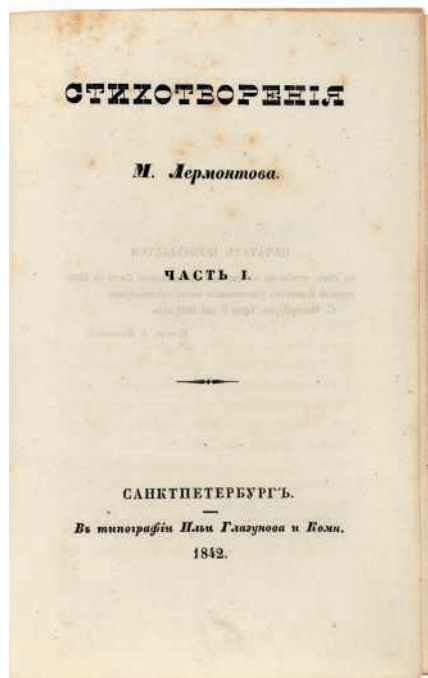 СТИХОТВОРЕНІЯ
М. Лермонтова.
ЧАСТЬ I.
САНКТПЕТЕРБУРГЪ.
Въ типографіи Ильи Глазунова и Комп.
1842.